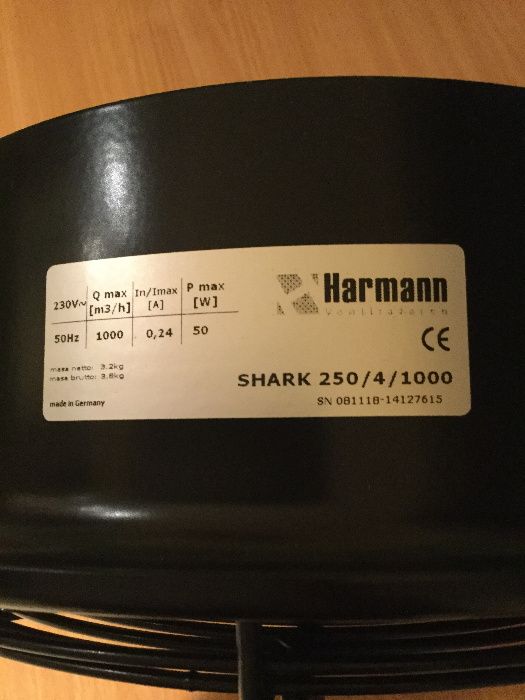 Harmann
Ventilatoren
230V~ Q max In/Imax P max
[m3/h] [A] [W]
50Hz 1000 0,24 50
CE
masa netto: 3.2kg
masa brutto: 3.8kg
SHARK 250/4/1000
made in Germany
SN 081118-14127615